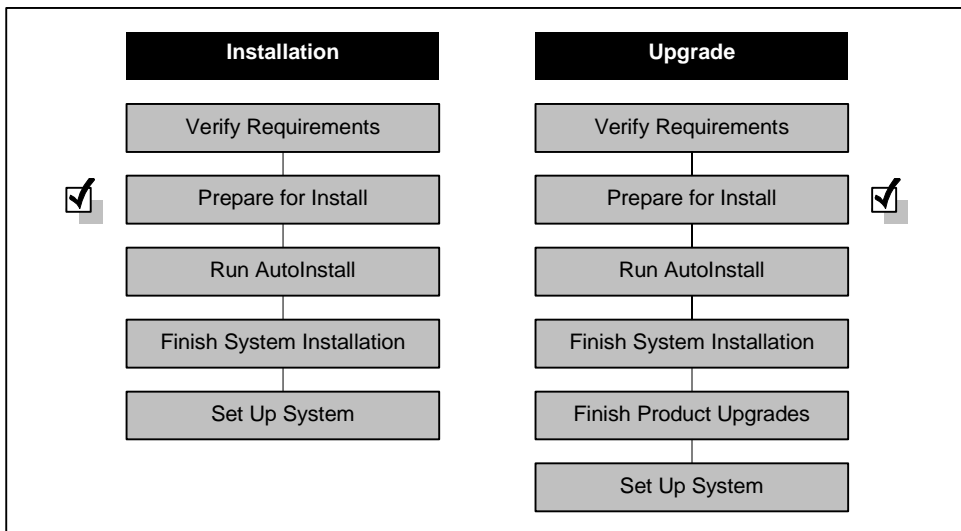 Installation
Verify Requirements
Prepare for Install
Run AutoInstall
Finish System Installation
Set Up System
Upgrade
Verify Requirements
Prepare for Install
Run AutoInstall
Finish System Installation
Finish Product Upgrades
Set Up System